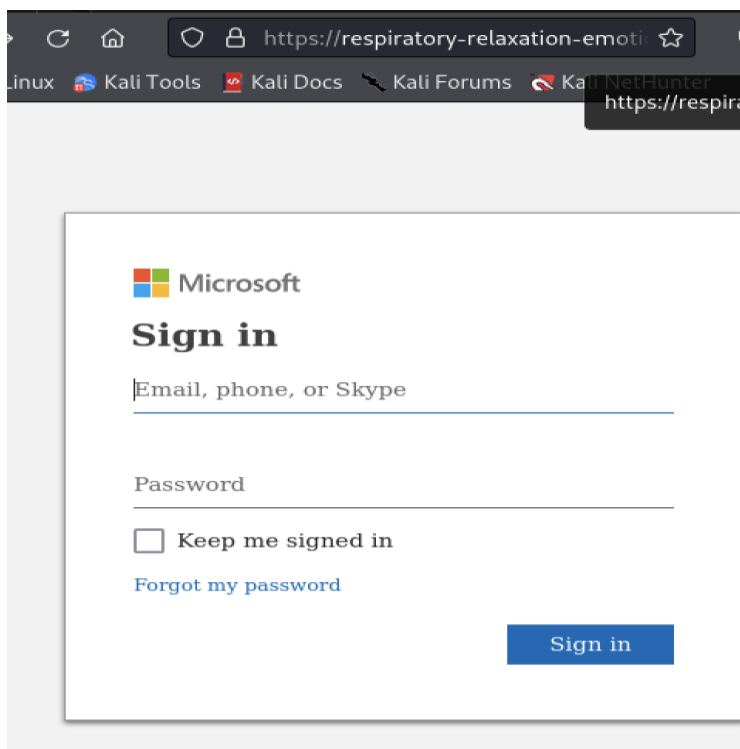 https://respiratory-relaxation-emoti
Linux Kali Tools Kali Docs Kali Forums Kali NetHunter
https://respira
Microsoft
Sign in
Email, phone, or Skype
Password
Keep me signed in
Forgot my password
Sign in